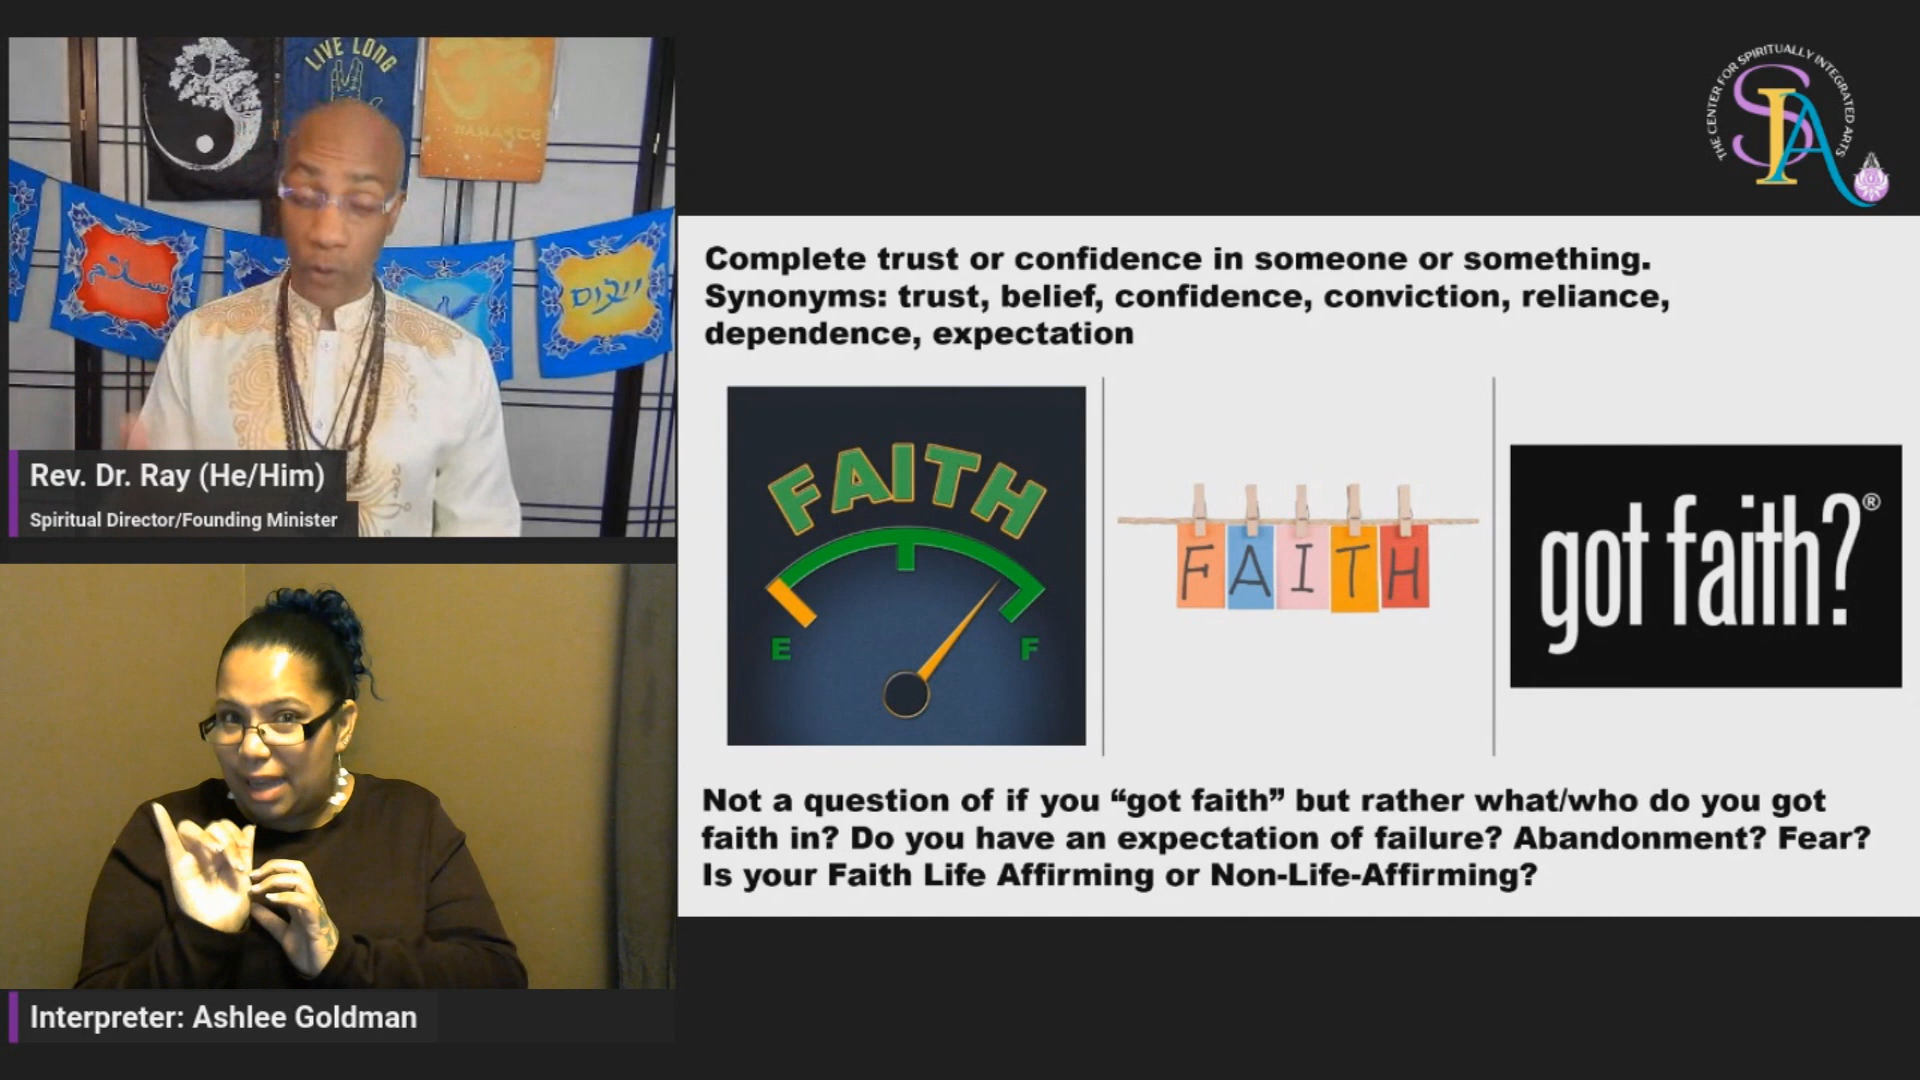 LIVE LONG
NAMASTE
سلام
Rev. Dr. Ray (He/Him)
Spiritual Director/Founding Minister
Interpreter: Ashlee Goldman
THE CENTER FOR SPIRITUALLY INTEGRATED ARTS
SIA
Complete trust or confidence in someone or something.
Synonyms: trust, belief, confidence, conviction, reliance,
dependence, expectation
FAITH
E
F
FAITH
got faith?®
Not a question of if you “got faith” but rather what/who do you got
faith in? Do you have an expectation of failure? Abandonment? Fear?
Is your Faith Life Affirming or Non-Life-Affirming?